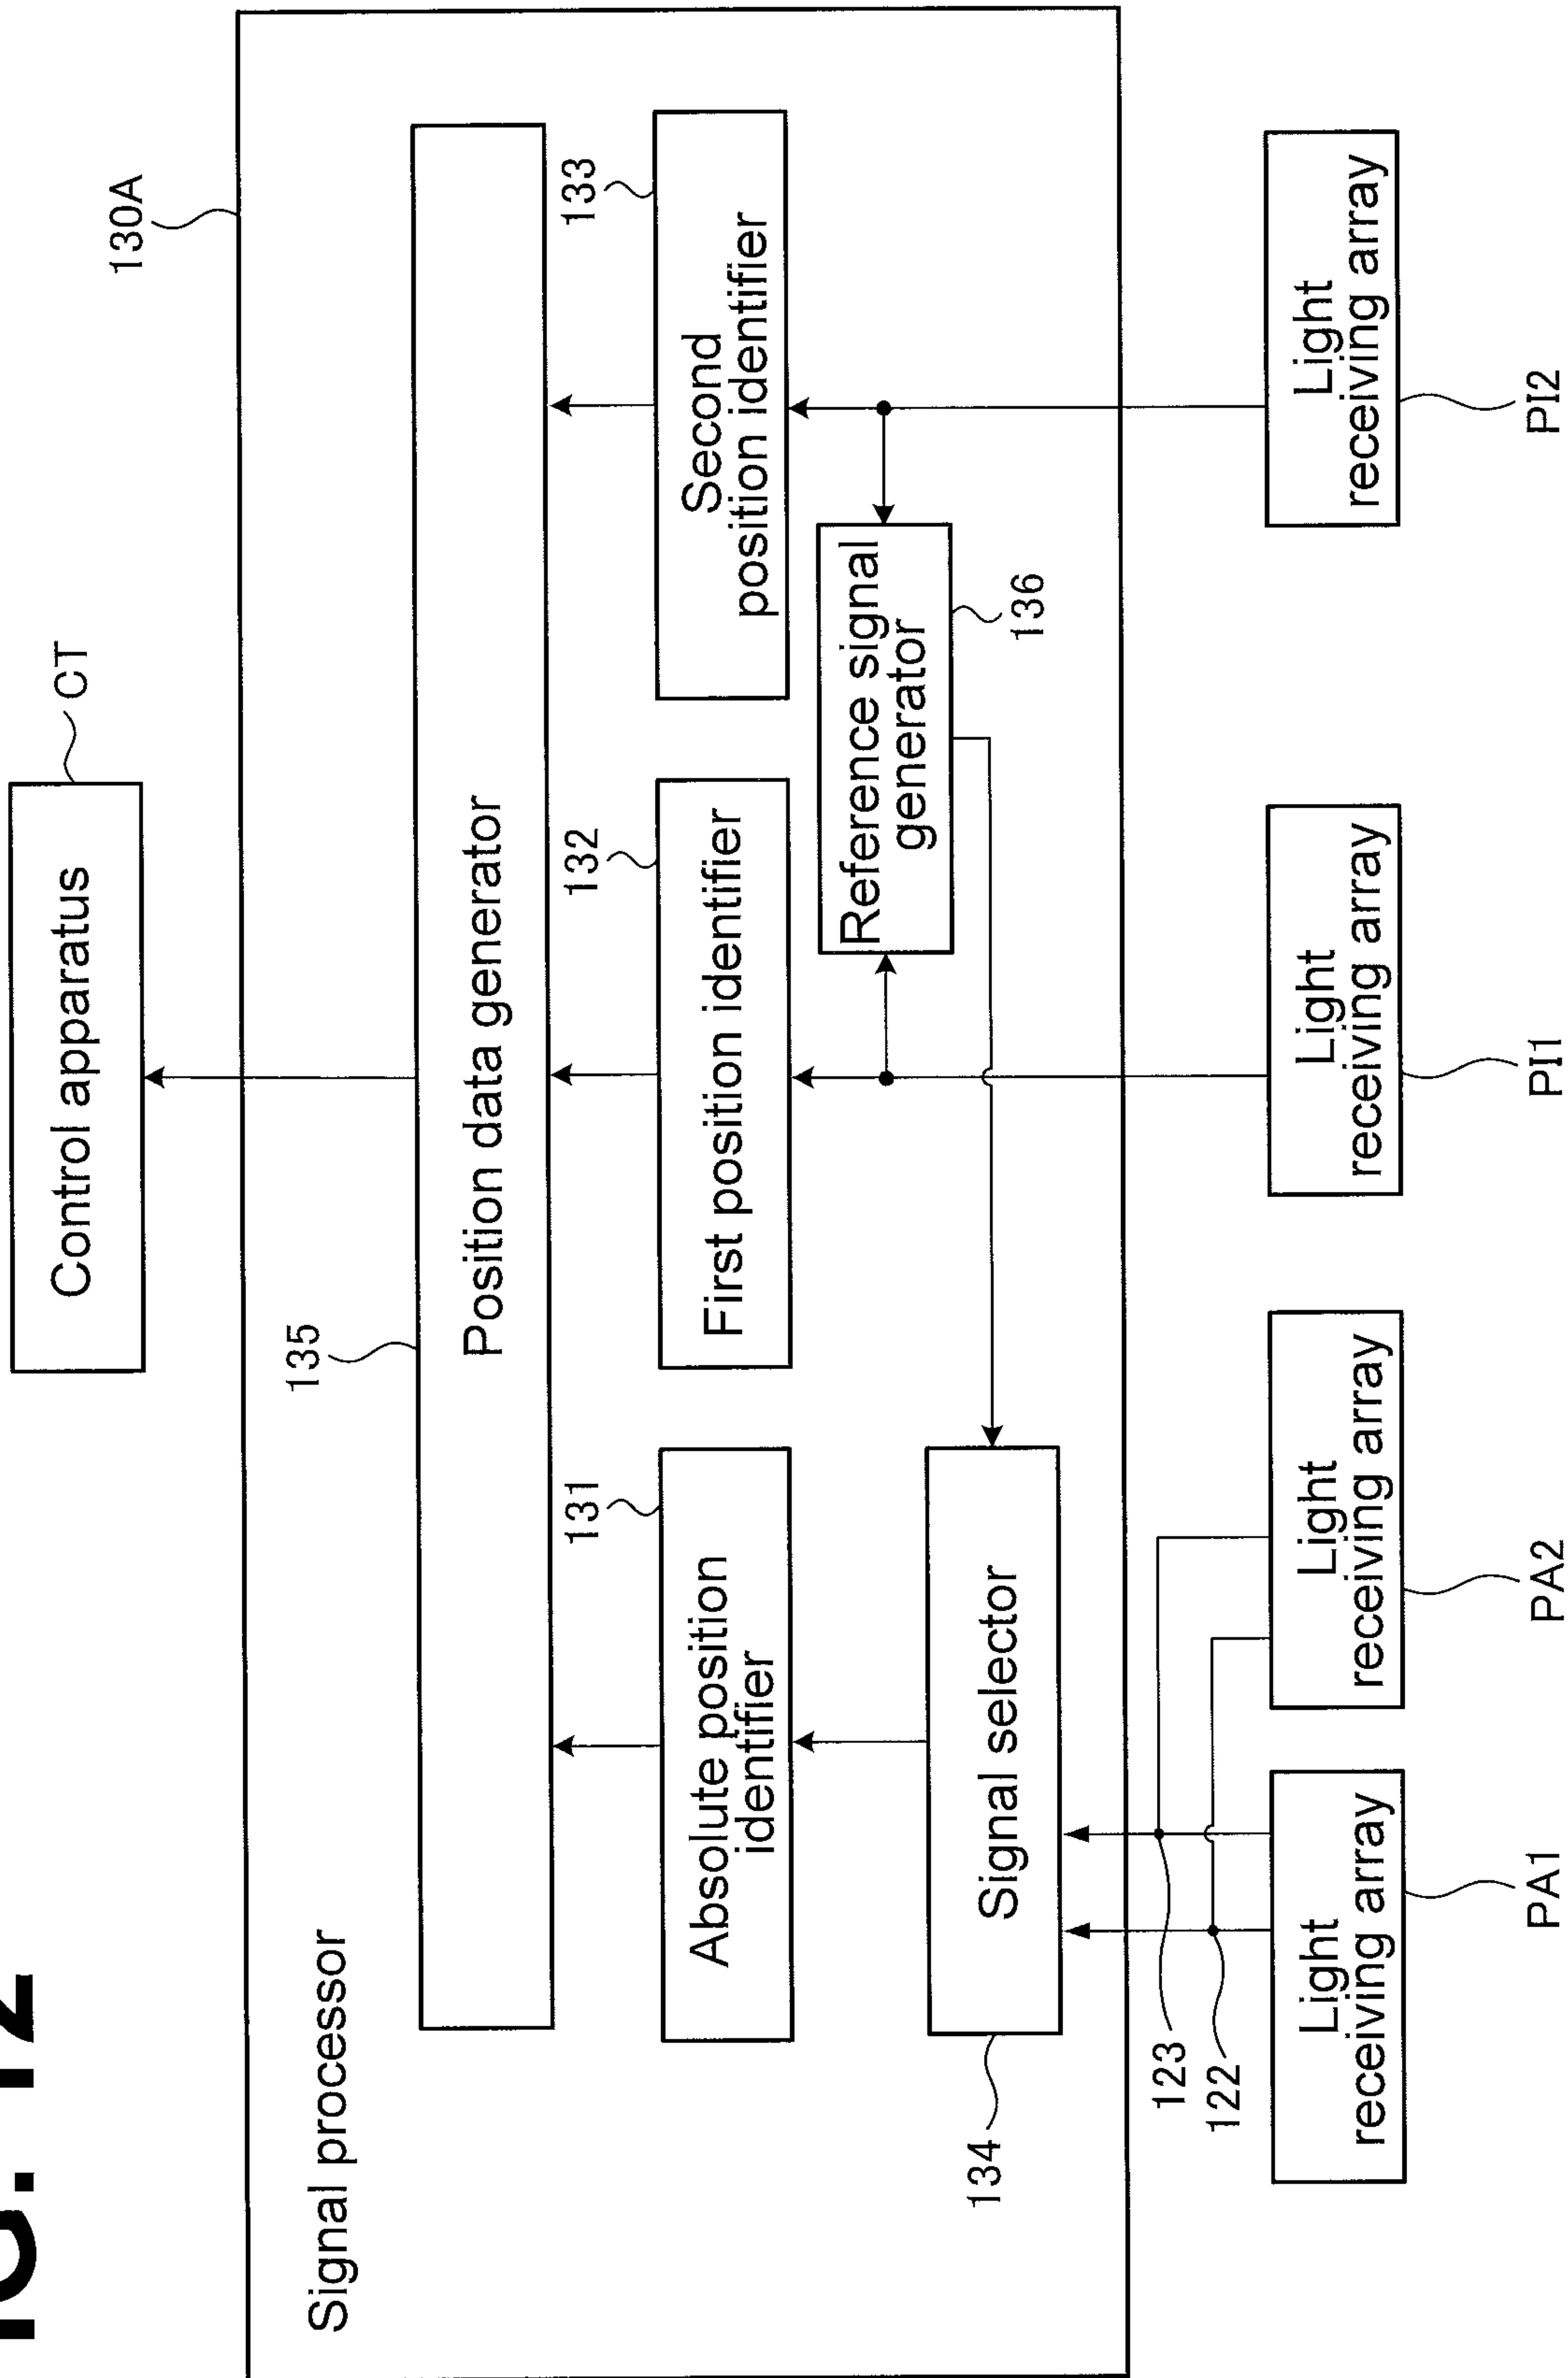 Control apparatus
CT
130A
Signal processor
135
Position data generator
131
132
133
Absolute position
identifier
First position identifier
Second
position identifier
Reference signal
generator
136
134
Signal selector
123
122
Light
receiving array
Light
receiving array
Light
receiving array
Light
receiving array
PA1
PA2
PI1
PI2